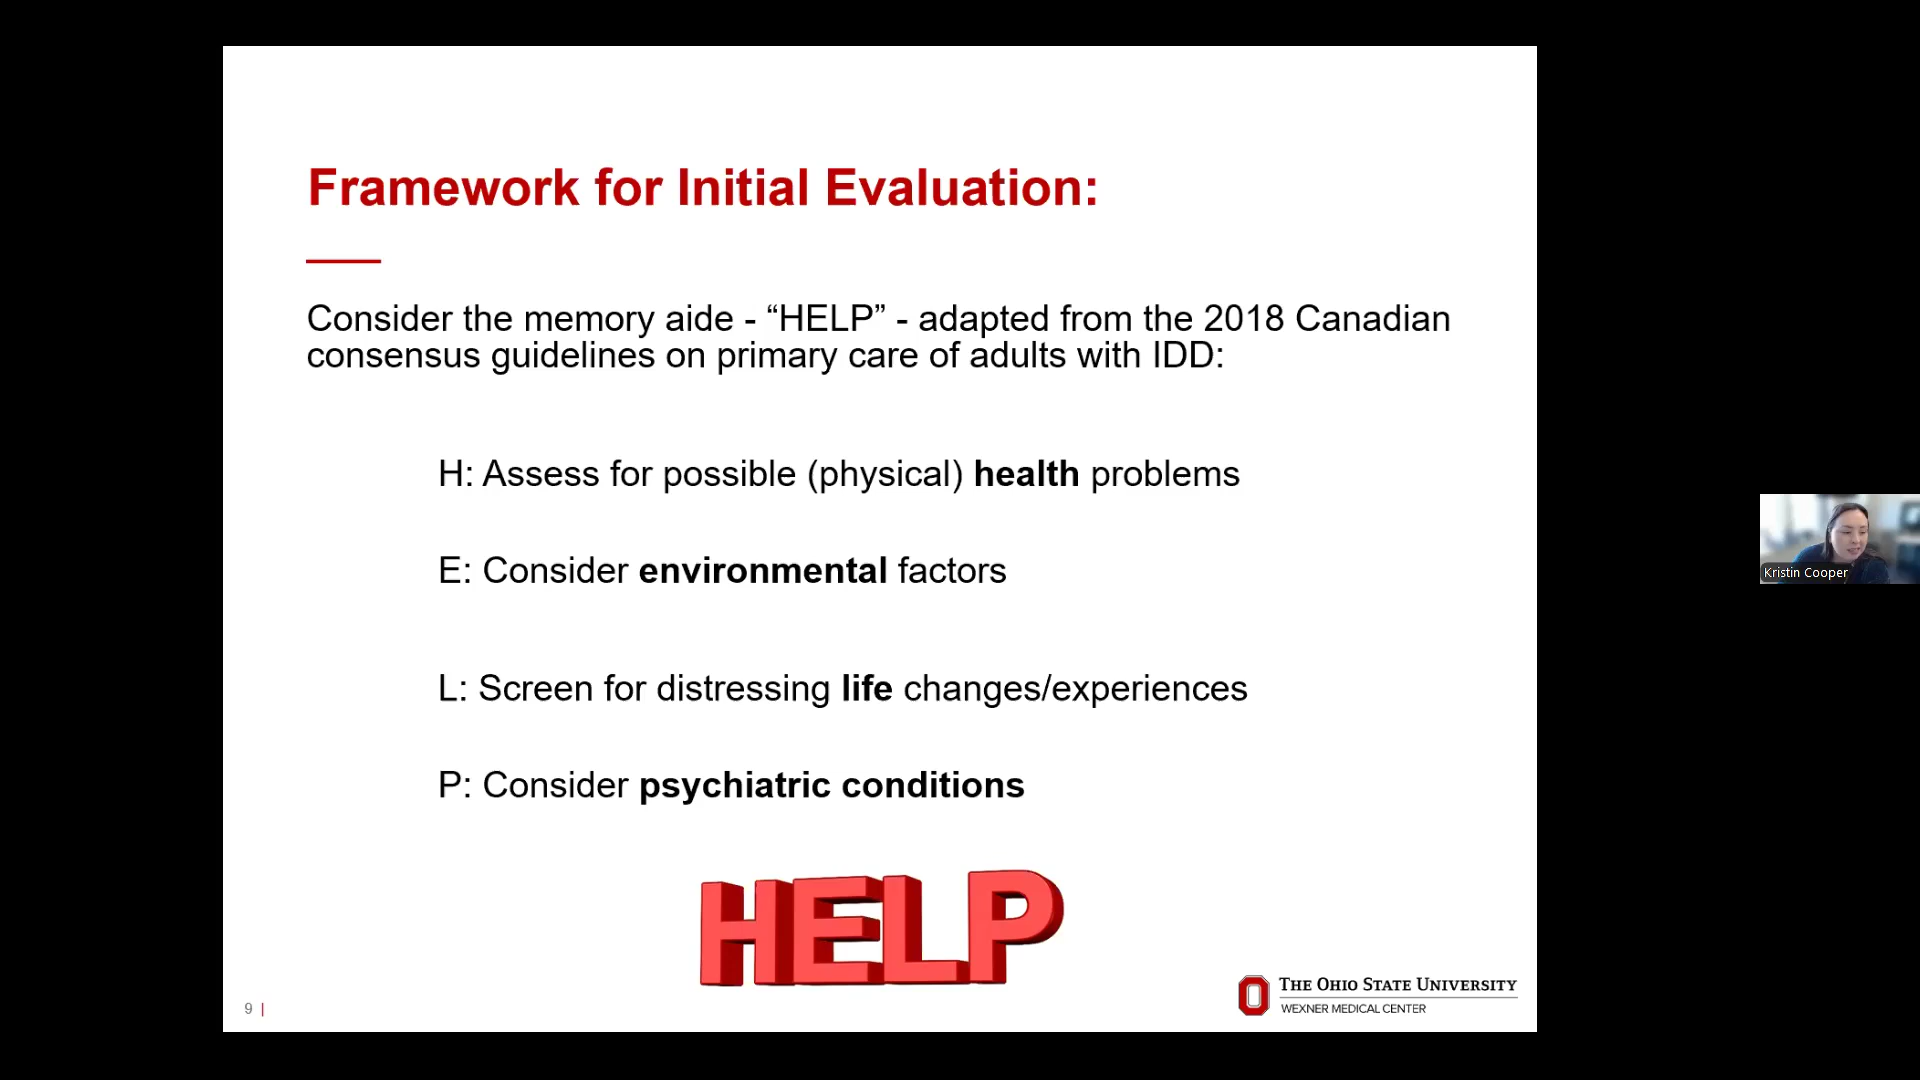 Framework for Initial Evaluation:
Consider the memory aide - “HELP” - adapted from the 2018 Canadian
consensus guidelines on primary care of adults with IDD:
H: Assess for possible (physical) health problems
E: Consider environmental factors
L: Screen for distressing life changes/experiences
P: Consider psychiatric conditions
HELP
9 |
THE OHIO STATE UNIVERSITY
WEXNER MEDICAL CENTER
Kristin Cooper